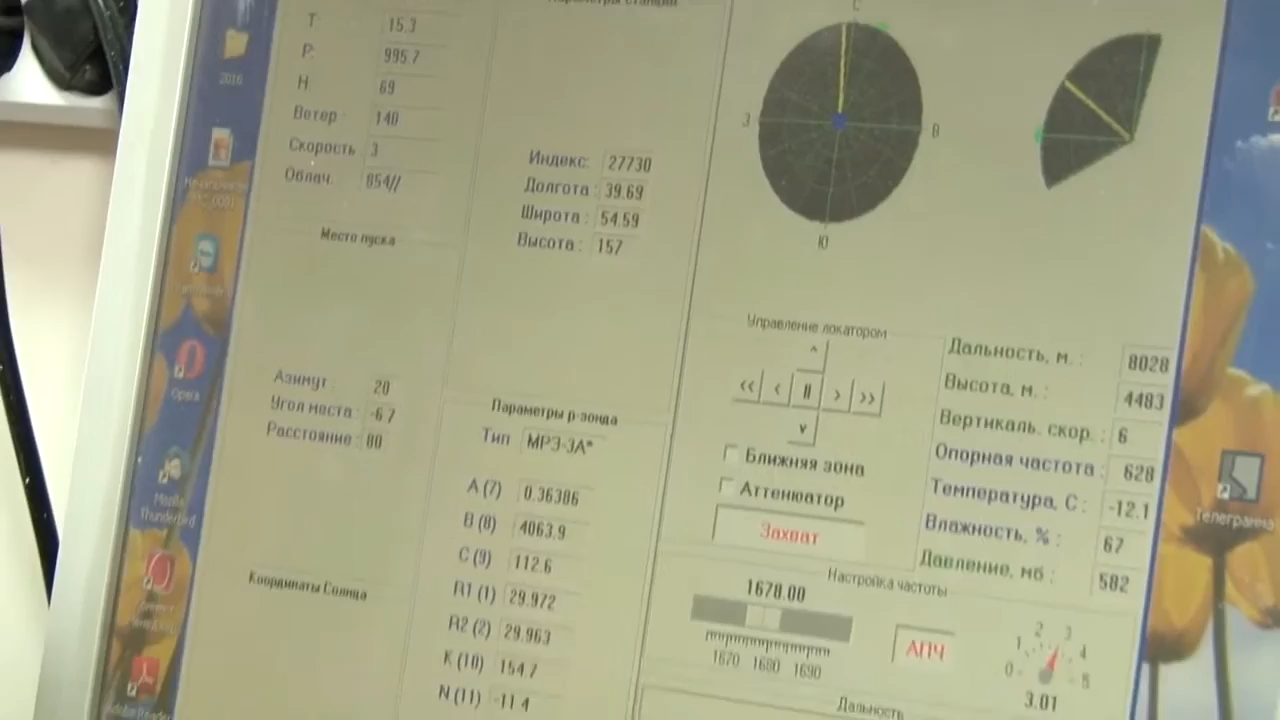 Параметры станции
T: 15.3
P: 995.7
H: 69
Ветер: 140
Скорость 3
Облач.: 854//
Место пуска
Азимут: 20
Угол места: -6.7
Расстояние: 80
Координаты Солнца
Индекс: 27730
Долгота: 39.69
Широта: 54.59
Высота: 157
Параметры р-зонда
Тип МРЗ-3А*
A (7) 0.36386
B (8) 4063.9
C (9) 112.6
R1 (1) 29.972
R2 (2) 29.963
K (10) 154.7
N (11) -11.4
С
З
В
Ю
Управление локатором
<< < || > >>
^
v
Ближняя зона
Аттенюатор
Захват
Дальность, м.: 8028
Высота, м.: 4483
Вертикаль. скор.: 6
Опорная частота: 628
Температура, С: -12.1
Влажность, %: 67
Давление, мб: 582
Настройка частоты
1678.00
1670 1680 1690
АПЧ
0 1 2 3 4 5
3.01
Дальность
2016
Opera
Mozilla
Thunderbird
Adobe Reader
Телеграмма